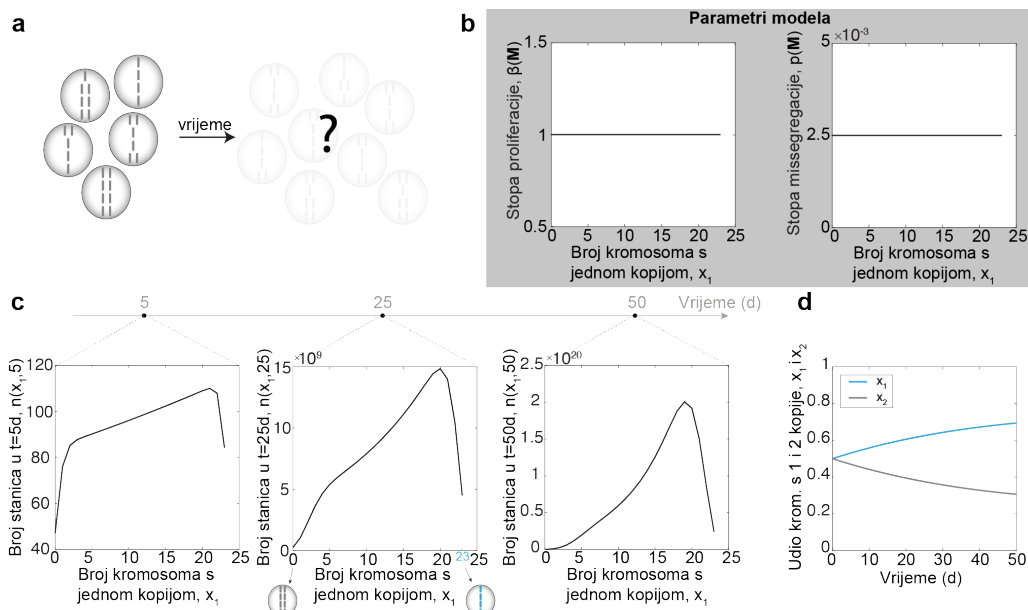 a
vrijeme
?
b
Parametri modela
Stopa proliferacije, β(M)
1.5
1
0.5
0 5 10 15 20 25
Broj kromosoma s
jednom kopijom, x₁
Stopa missegregacije, p(M)
×10⁻³
5
2.5
0
0 5 10 15 20 25
Broj kromosoma s
jednom kopijom, x₁
c
5 25 50 Vrijeme (d)
Broj stanica u t=5d, n(x₁,5)
120
100
80
60
40
0 5 10 15 20 25
Broj kromosoma s
jednom kopijom, x₁
Broj stanica u t=25d, n(x₁,25)
×10⁹
15
10
5
0
0 5 10 15 20 25
23
Broj kromosoma s
jednom kopijom, x₁
Broj stanica u t=50d, n(x₁,50)
×10²⁰
2
1.5
1
0.5
0
0 5 10 15 20 25
Broj kromosoma s
jednom kopijom, x₁
d
Udio krom. s 1 i 2 kopije, x₁ i x₂
1
0.8
0.6
0.4
0.2
0
x₁
x₂
0 10 20 30 40 50
Vrijeme (d)